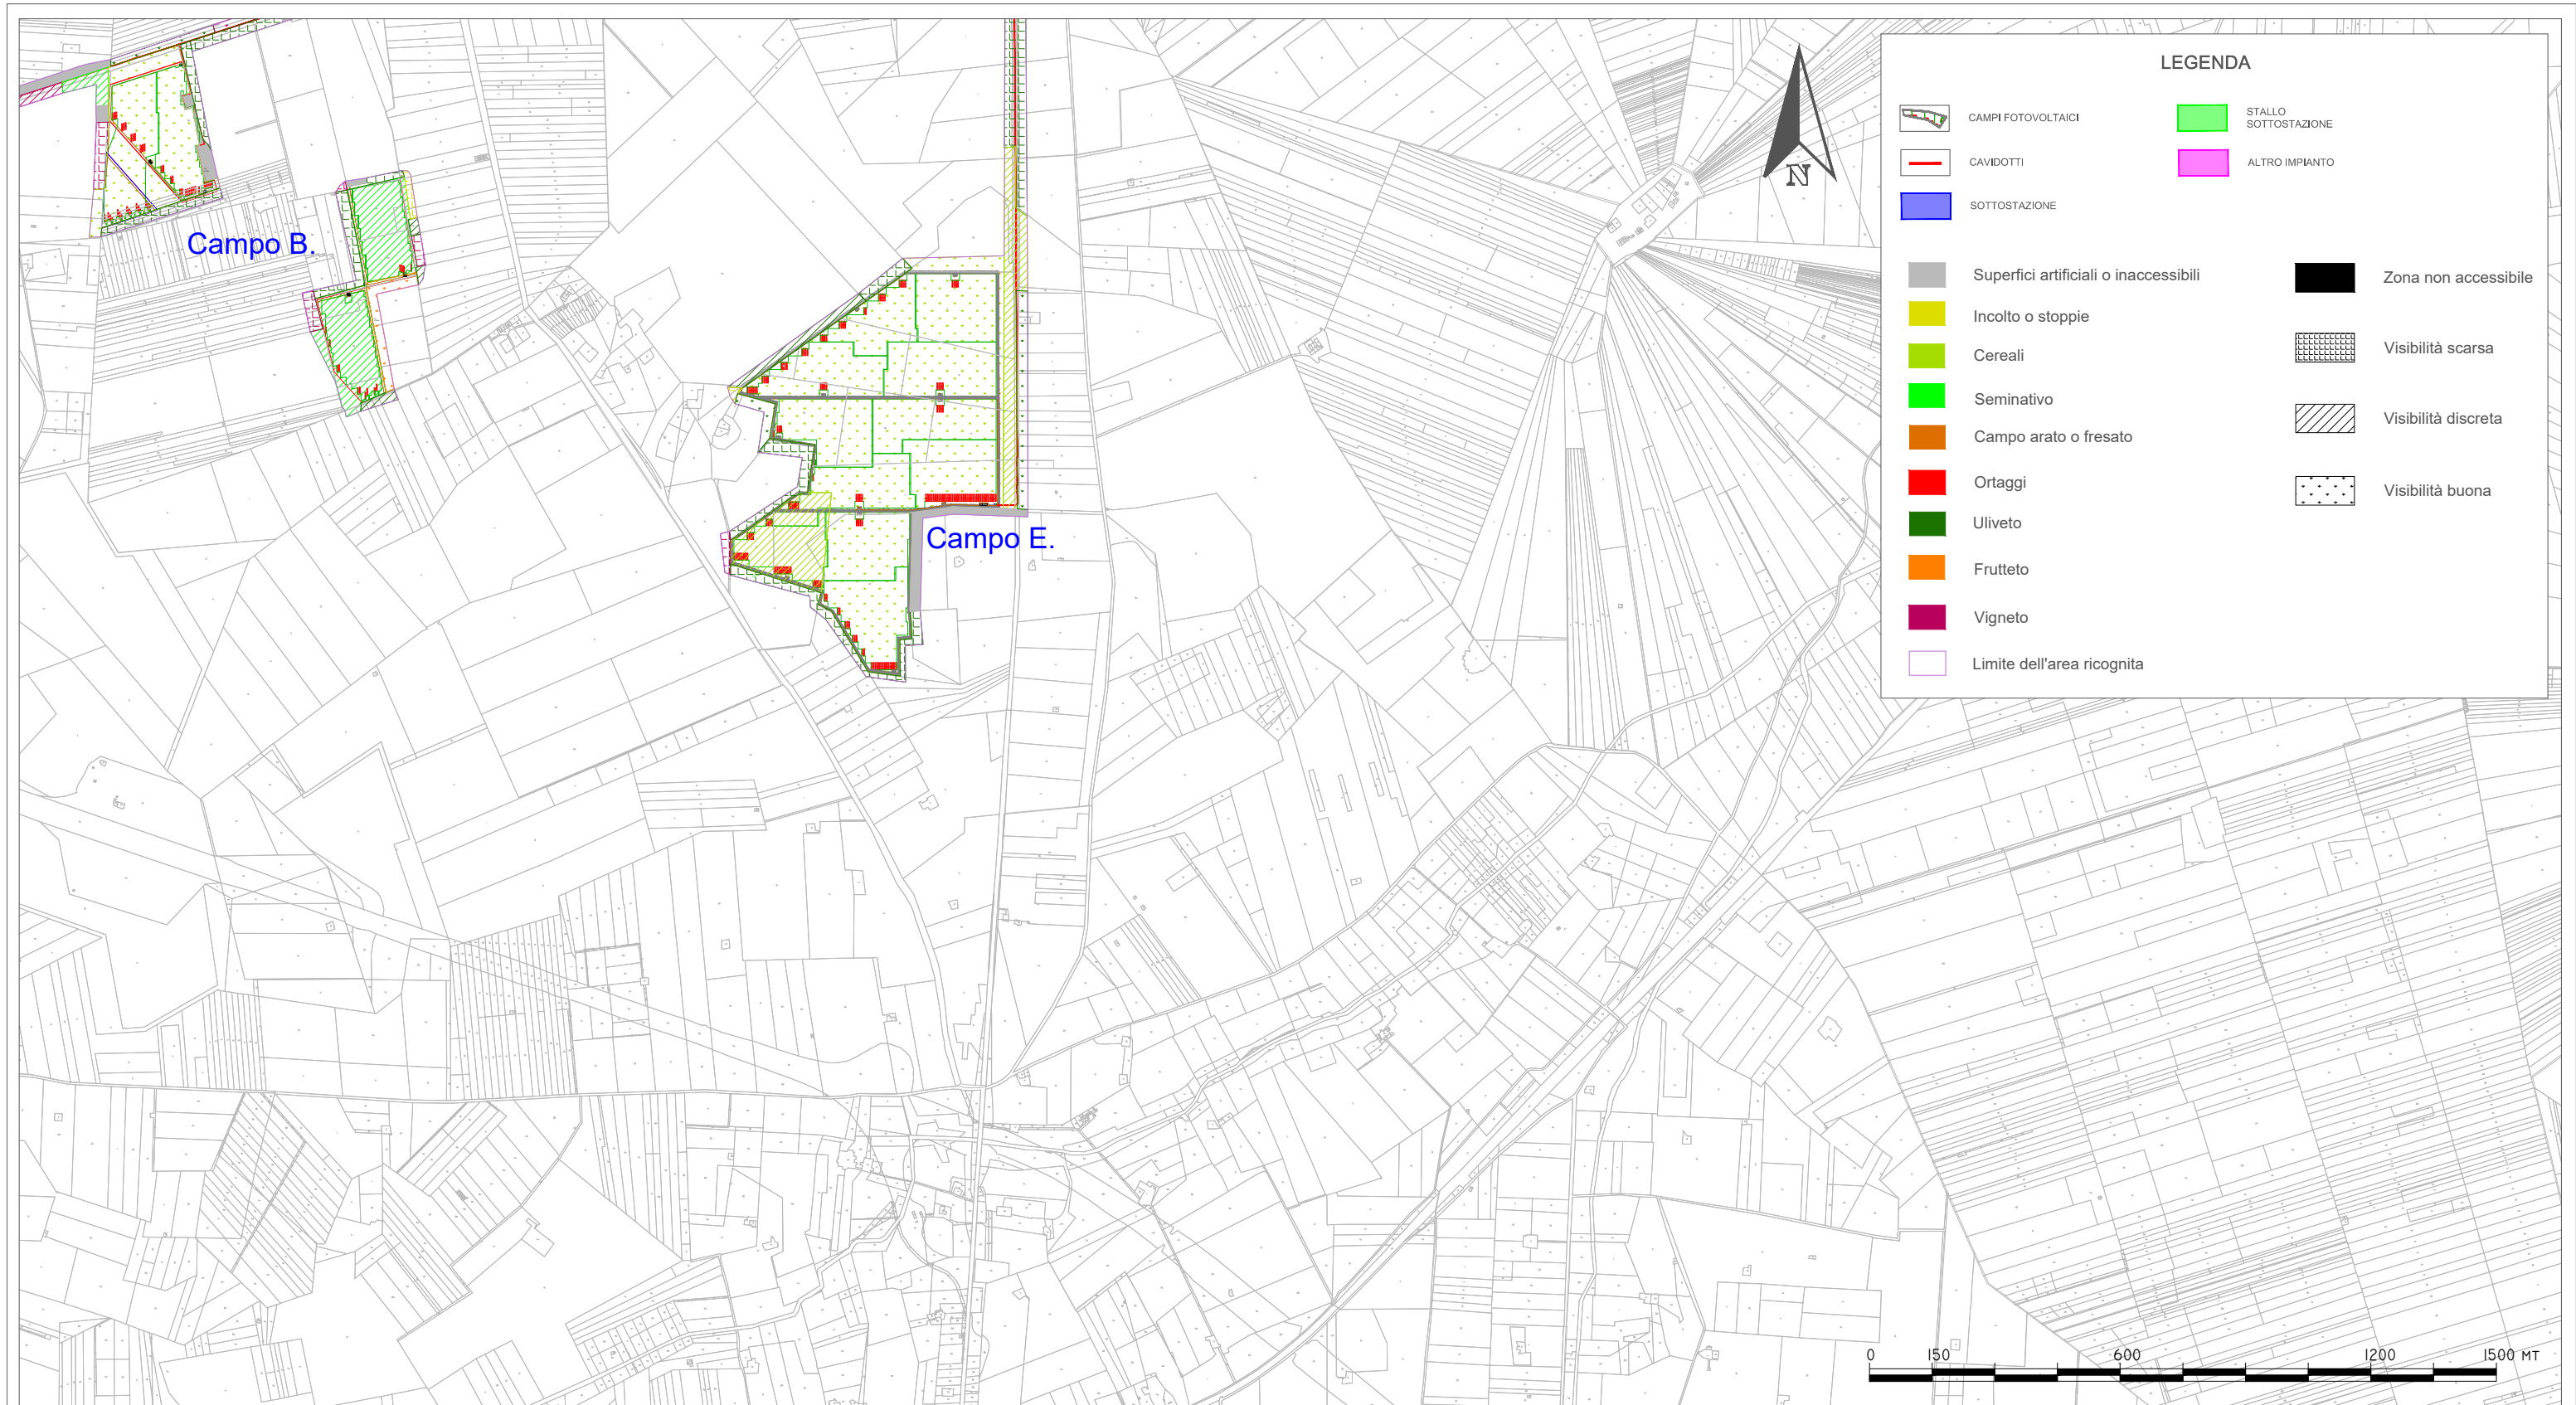 Campo B.
Campo E.
N
LEGENDA
CAMPI FOTOVOLTAICI
CAVIDOTTI
SOTTOSTAZIONE
STALLO
SOTTOSTAZIONE
ALTRO IMPIANTO
Superfici artificiali o inaccessibili
Incolto o stoppie
Cereali
Seminativo
Campo arato o fresato
Ortaggi
Uliveto
Frutteto
Vigneto
Limite dell'area ricognita
Zona non accessibile
Visibilità scarsa
Visibilità discreta
Visibilità buona
0 150 600 1200 1500 MT